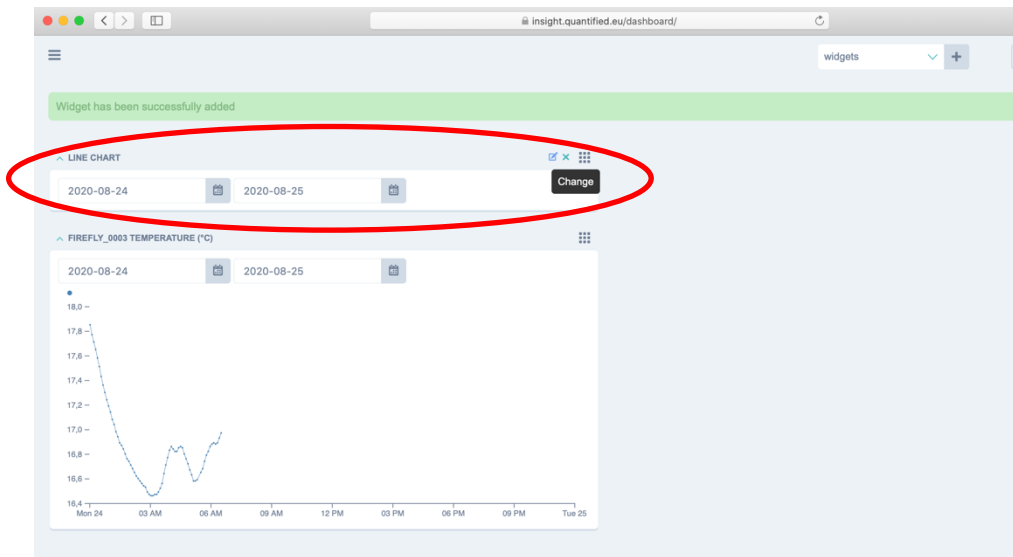 insight.quantified.eu/dashboard/
widgets
Widget has been successfully added
LINE CHART
2020-08-24 2020-08-25
Change
FIREFLY_0003 TEMPERATURE (°C)
2020-08-24 2020-08-25
18,0
17,8
17,6
17,4
17,2
17,0
16,8
16,6
16,4
Mon 24 03 AM 06 AM 09 AM 12 PM 03 PM 06 PM 09 PM Tue 25